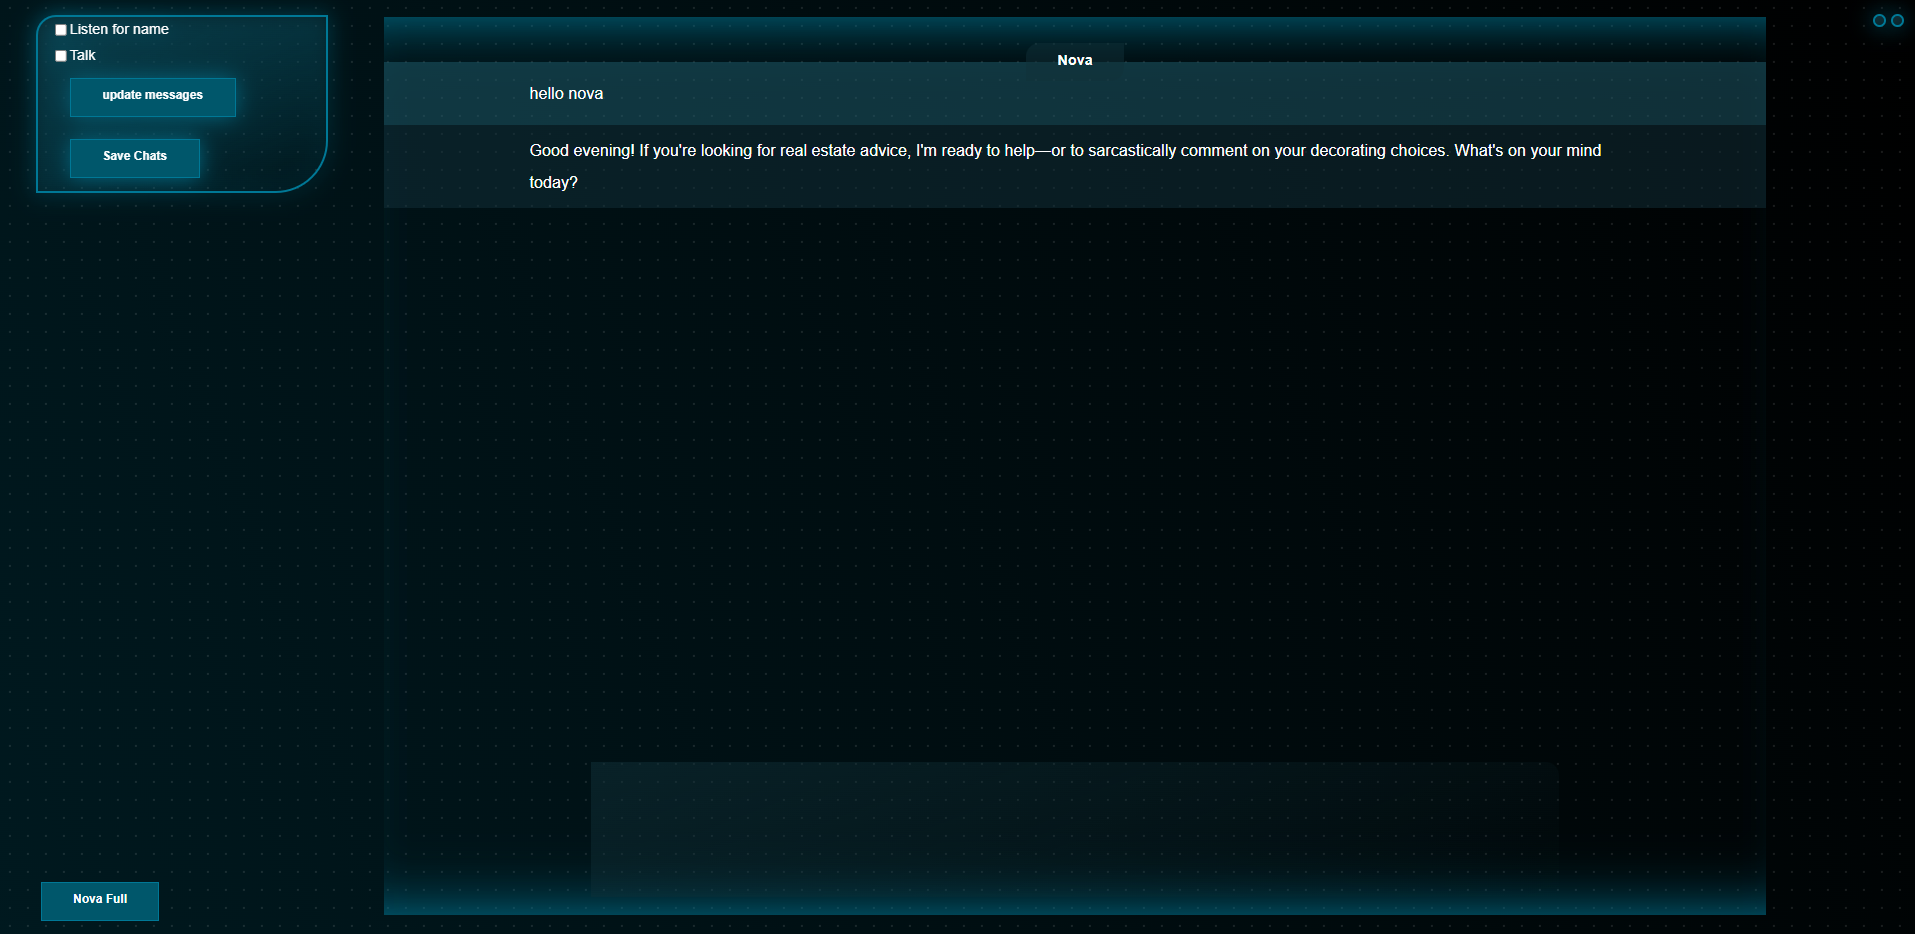 Listen for name
Talk
update messages
Save Chats
Nova
hello nova
Good evening! If you're looking for real estate advice, I'm ready to help—or to sarcastically comment on your decorating choices. What's on your mind
today?
Nova Full